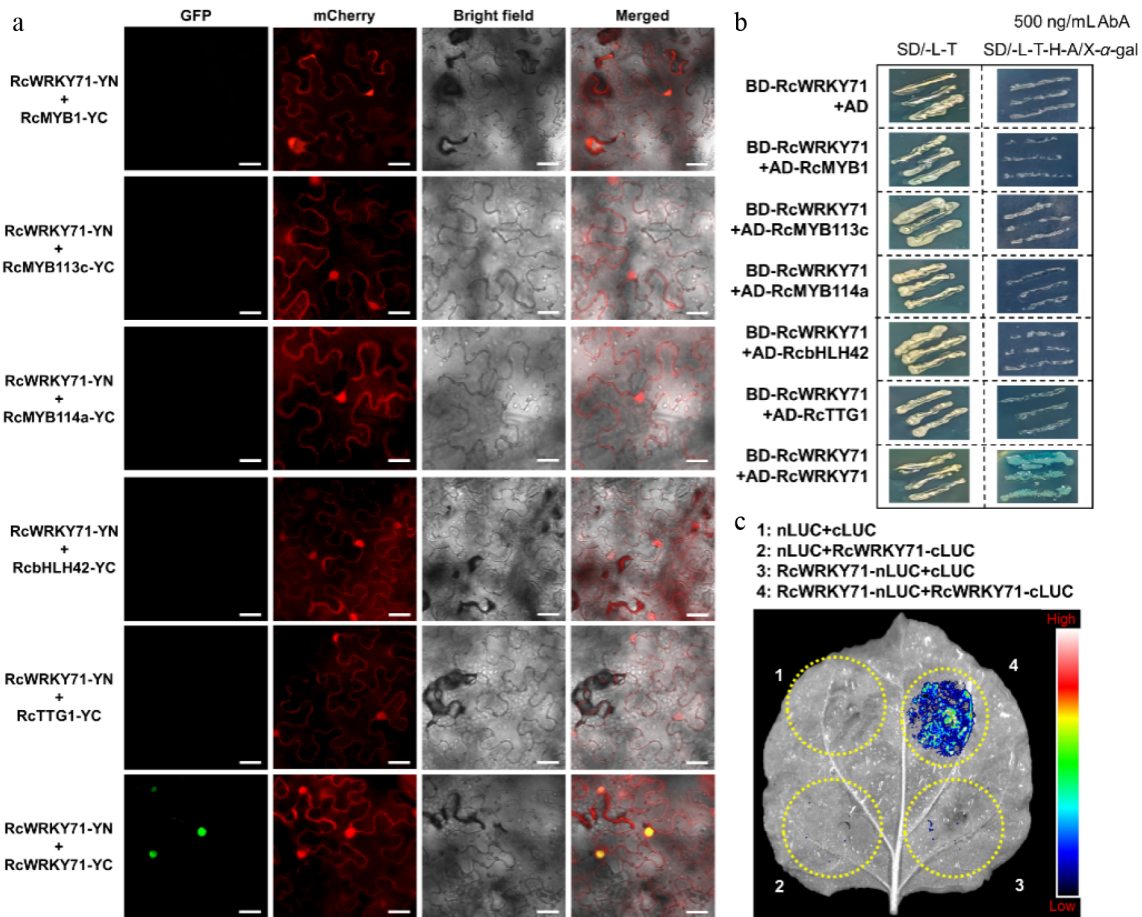 a
GFP
mCherry
Bright field
Merged
RcWRKY71-YN
+
RcMYB1-YC
RcWRKY71-YN
+
RcMYB113c-YC
RcWRKY71-YN
+
RcMYB114a-YC
RcWRKY71-YN
+
RcbHLH42-YC
RcWRKY71-YN
+
RcTTG1-YC
RcWRKY71-YN
+
RcWRKY71-YC
b
500 ng/mL AbA
SD/-L-T
SD/-L-T-H-A/X-α-gal
BD-RcWRKY71
+AD
BD-RcWRKY71
+AD-RcMYB1
BD-RcWRKY71
+AD-RcMYB113c
BD-RcWRKY71
+AD-RcMYB114a
BD-RcWRKY71
+AD-RcbHLH42
BD-RcWRKY71
+AD-RcTTG1
BD-RcWRKY71
+AD-RcWRKY71
c
1: nLUC+cLUC
2: nLUC+RcWRKY71-cLUC
3: RcWRKY71-nLUC+cLUC
4: RcWRKY71-nLUC+RcWRKY71-cLUC
High
1
4
2
3
Low